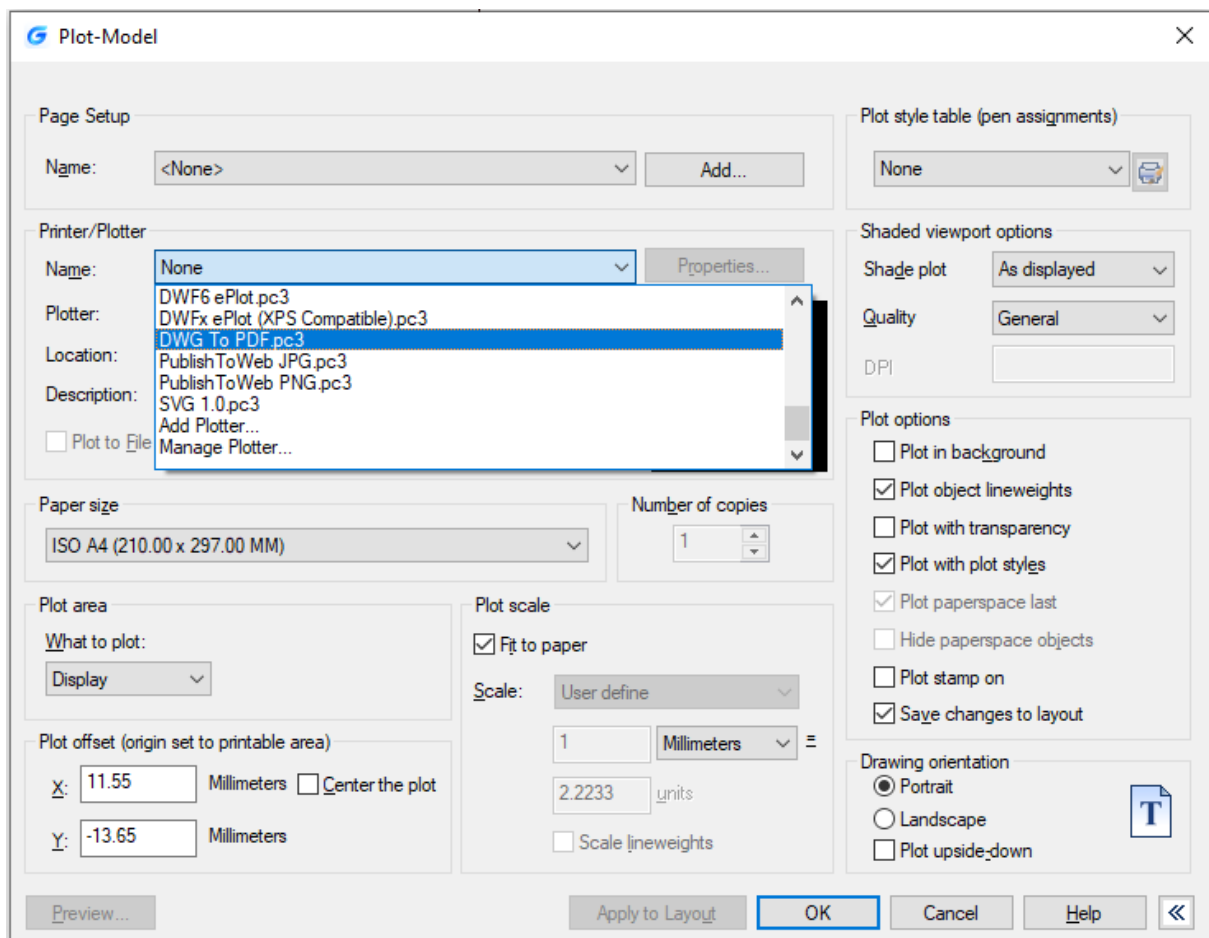 Plot-Model
Page Setup
Name:
<None>
Add...
Plot style table (pen assignments)
None
Printer/Plotter
Name:
None
Properties...
Plotter:
Location:
Description:
Plot to File
DWF6 ePlot.pc3
DWFx ePlot (XPS Compatible).pc3
DWG To PDF.pc3
PublishToWeb JPG.pc3
PublishToWeb PNG.pc3
SVG 1.0.pc3
Add Plotter...
Manage Plotter...
Shaded viewport options
Shade plot
As displayed
Quality
General
DPI
Paper size
ISO A4 (210.00 x 297.00 MM)
Number of copies
1
Plot options
Plot in background
Plot object lineweights
Plot with transparency
Plot with plot styles
Plot paperspace last
Hide paperspace objects
Plot stamp on
Save changes to layout
Plot area
What to plot:
Display
Plot scale
Fit to paper
Scale:
User define
1
Millimeters
=
2.2233
units
Scale lineweights
Plot offset (origin set to printable area)
X:
11.55
Millimeters
Center the plot
Y:
-13.65
Millimeters
Drawing orientation
Portrait
Landscape
Plot upside-down
T
Preview...
Apply to Layout
OK
Cancel
Help